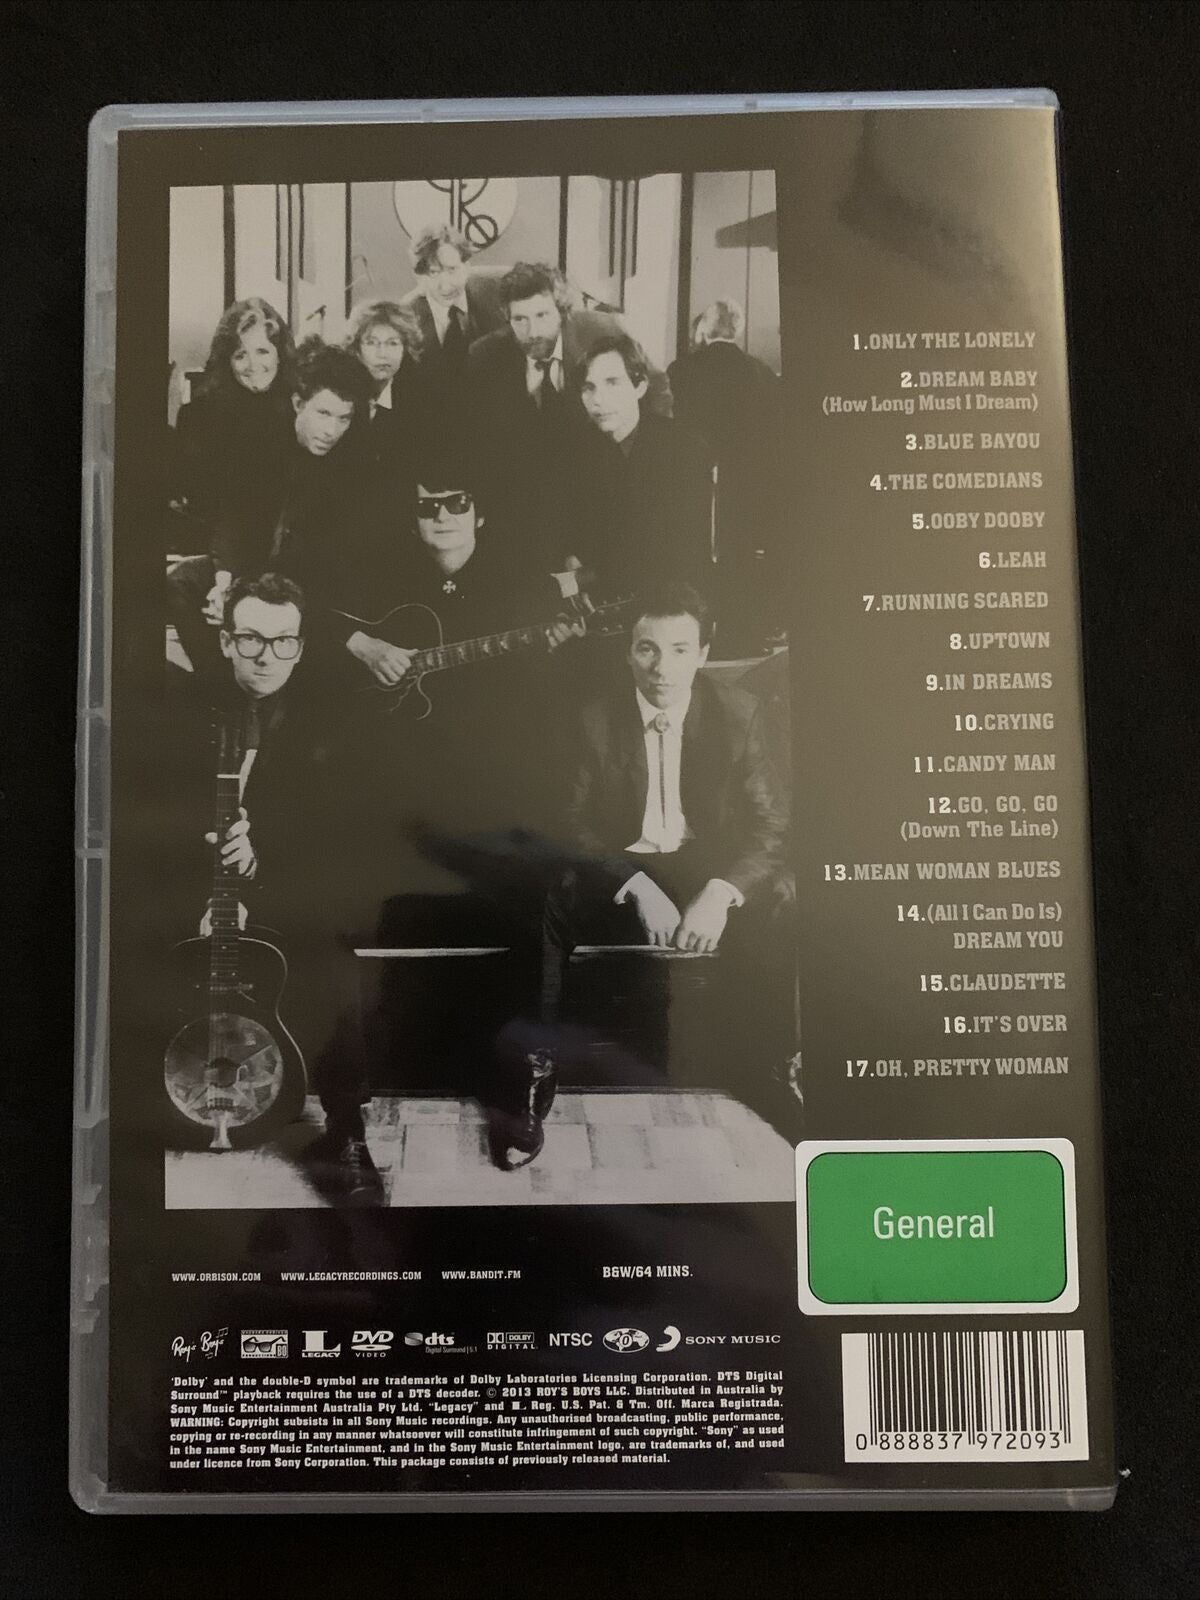 1.ONLY THE LONELY
2.DREAM BABY
(How Long Must I Dream)
3.BLUE BAYOU
4.THE COMEDIANS
5.OOBY DOOBY
6.LEAH
7.RUNNING SCARED
8.UPTOWN
9.IN DREAMS
10.CRYING
11.CANDY MAN
12.GO, GO, GO
(Down The Line)
13.MEAN WOMAN BLUES
14.(All I Can Do Is)
DREAM YOU
15.CLAUDETTE
16.IT'S OVER
17.OH, PRETTY WOMAN
General
WWW.ORBISON.COM WWW.LEGACYRECORDINGS.COM WWW.BANDIT.FM B&W/64 MINS.
Roy's Boys L LEGACY DVD VIDEO dts Digital Surround | 5.1 DOLBY DIGITAL NTSC SONY MUSIC
'Dolby' and the double-D symbol are trademarks of Dolby Laboratories Licensing Corporation. DTS Digital
Surround™ playback requires the use of a DTS decoder. © 2013 ROY'S BOYS LLC. Distributed in Australia by
Sony Music Entertainment Australia Pty Ltd. "Legacy" and L Reg. U.S. Pat. & Tm. Off. Marca Registrada.
WARNING: Copyright subsists in all Sony Music recordings. Any unauthorised broadcasting, public performance,
copying or re-recording in any manner whatsoever will constitute infringement of such copyright. "Sony" as used
in the name Sony Music Entertainment, and in the Sony Music Entertainment logo, are trademarks of, and used
under licence from Sony Corporation. This package consists of previously released material.
0 888837 972093